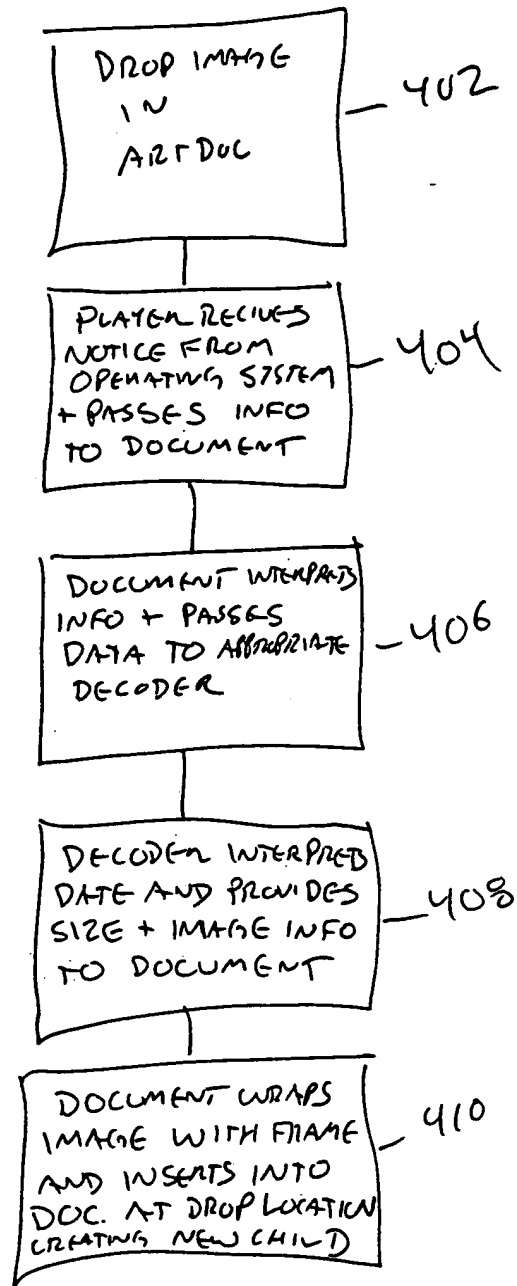 DROP IMAGE
IN
ART DOC
402
PLAYER RECIVES
NOTICE FROM
OPERATING SYSTEM
+ PASSES INFO
TO DOCUMENT
404
DOCUMENT INTERPRETS
INFO + PASSES
DATA TO APPROPRIATE
DECODER
406
DECODER INTERPRETS
DATE AND PROVIDES
SIZE + IMAGE INFO
TO DOCUMENT
408
DOCUMENT WRAPS
IMAGE WITH FRAME
AND INSERTS INTO
DOC. AT DROP LOCATION
CREATING NEW CHILD
410